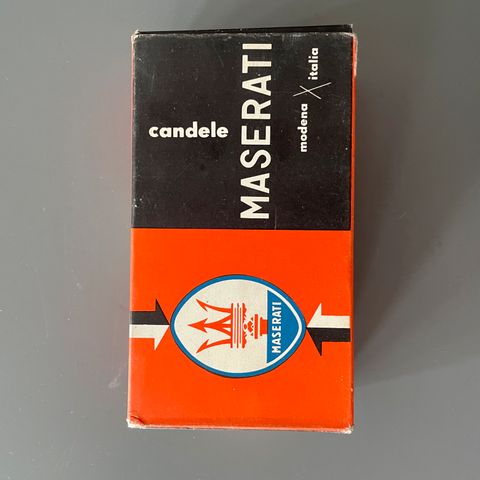 candele
MASERATI
modena
italia
MASERATI